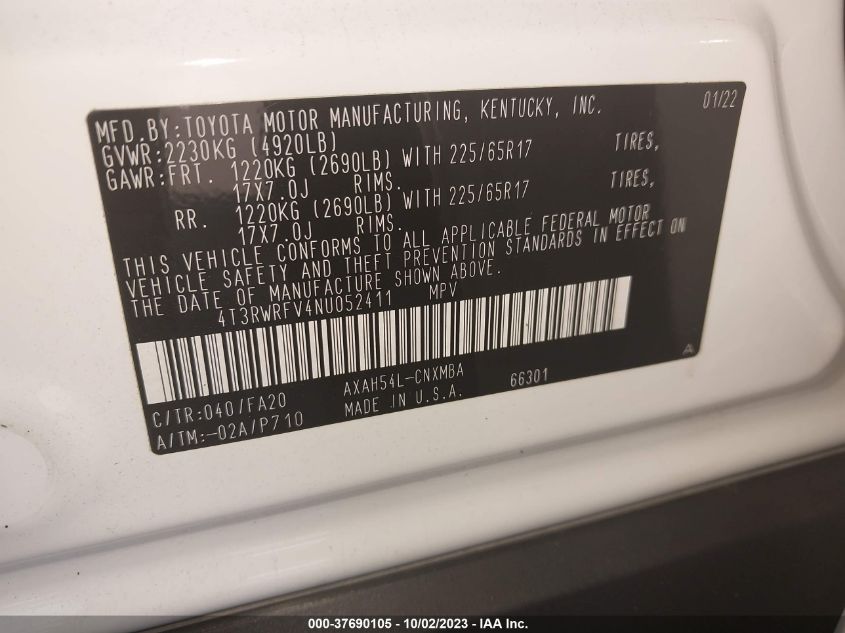 MFD.BY:TOYOTA MOTOR MANUFACTURING, KENTUCKY, INC. 01/22
GVWR:2230KG (4920LB)
GAWR:FRT. 1220KG (2690LB) WITH 225/65R17 TIRES,
17X7.0J RIMS.
RR. 1220KG (2690LB) WITH 225/65R17 TIRES,
17X7.0J RIMS.
THIS VEHICLE CONFORMS TO ALL APPLICABLE FEDERAL MOTOR
VEHICLE SAFETY AND THEFT PREVENTION STANDARDS IN EFFECT ON
THE DATE OF MANUFACTURE SHOWN ABOVE.
4T3RWRFV4NU052411 MPV
C/TR:040/FA20 AXAH54L-CNXMBA 66301 A
A/TM:-02A/P710 MADE IN U.S.A.
000-37690105 - 10/02/2023 - IAA Inc.